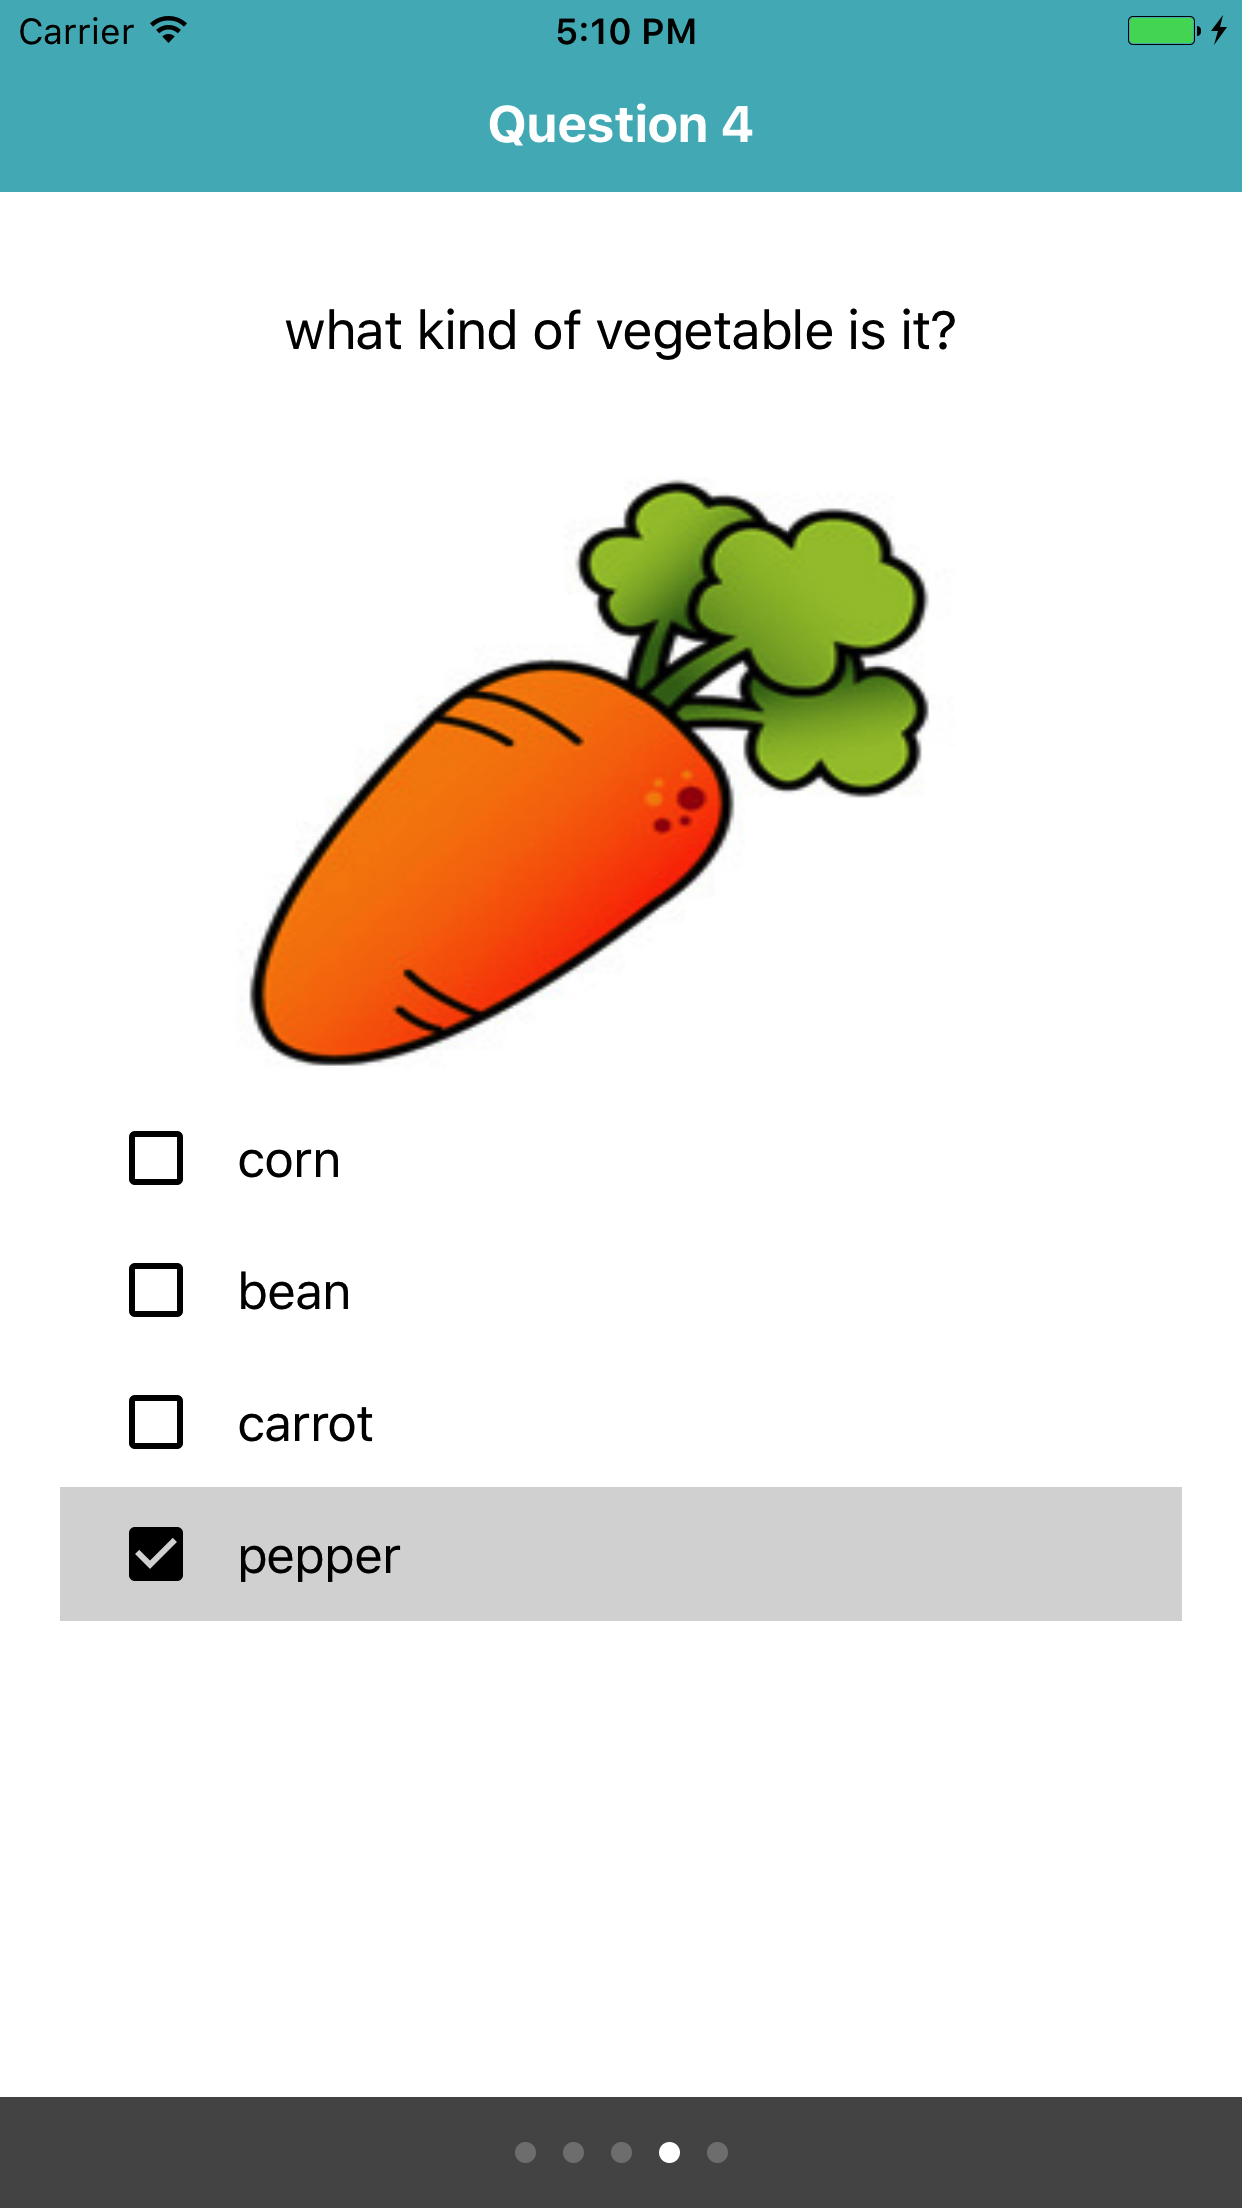 Carrier 5:10 PM
Question 4
what kind of vegetable is it?
corn
bean
carrot
pepper